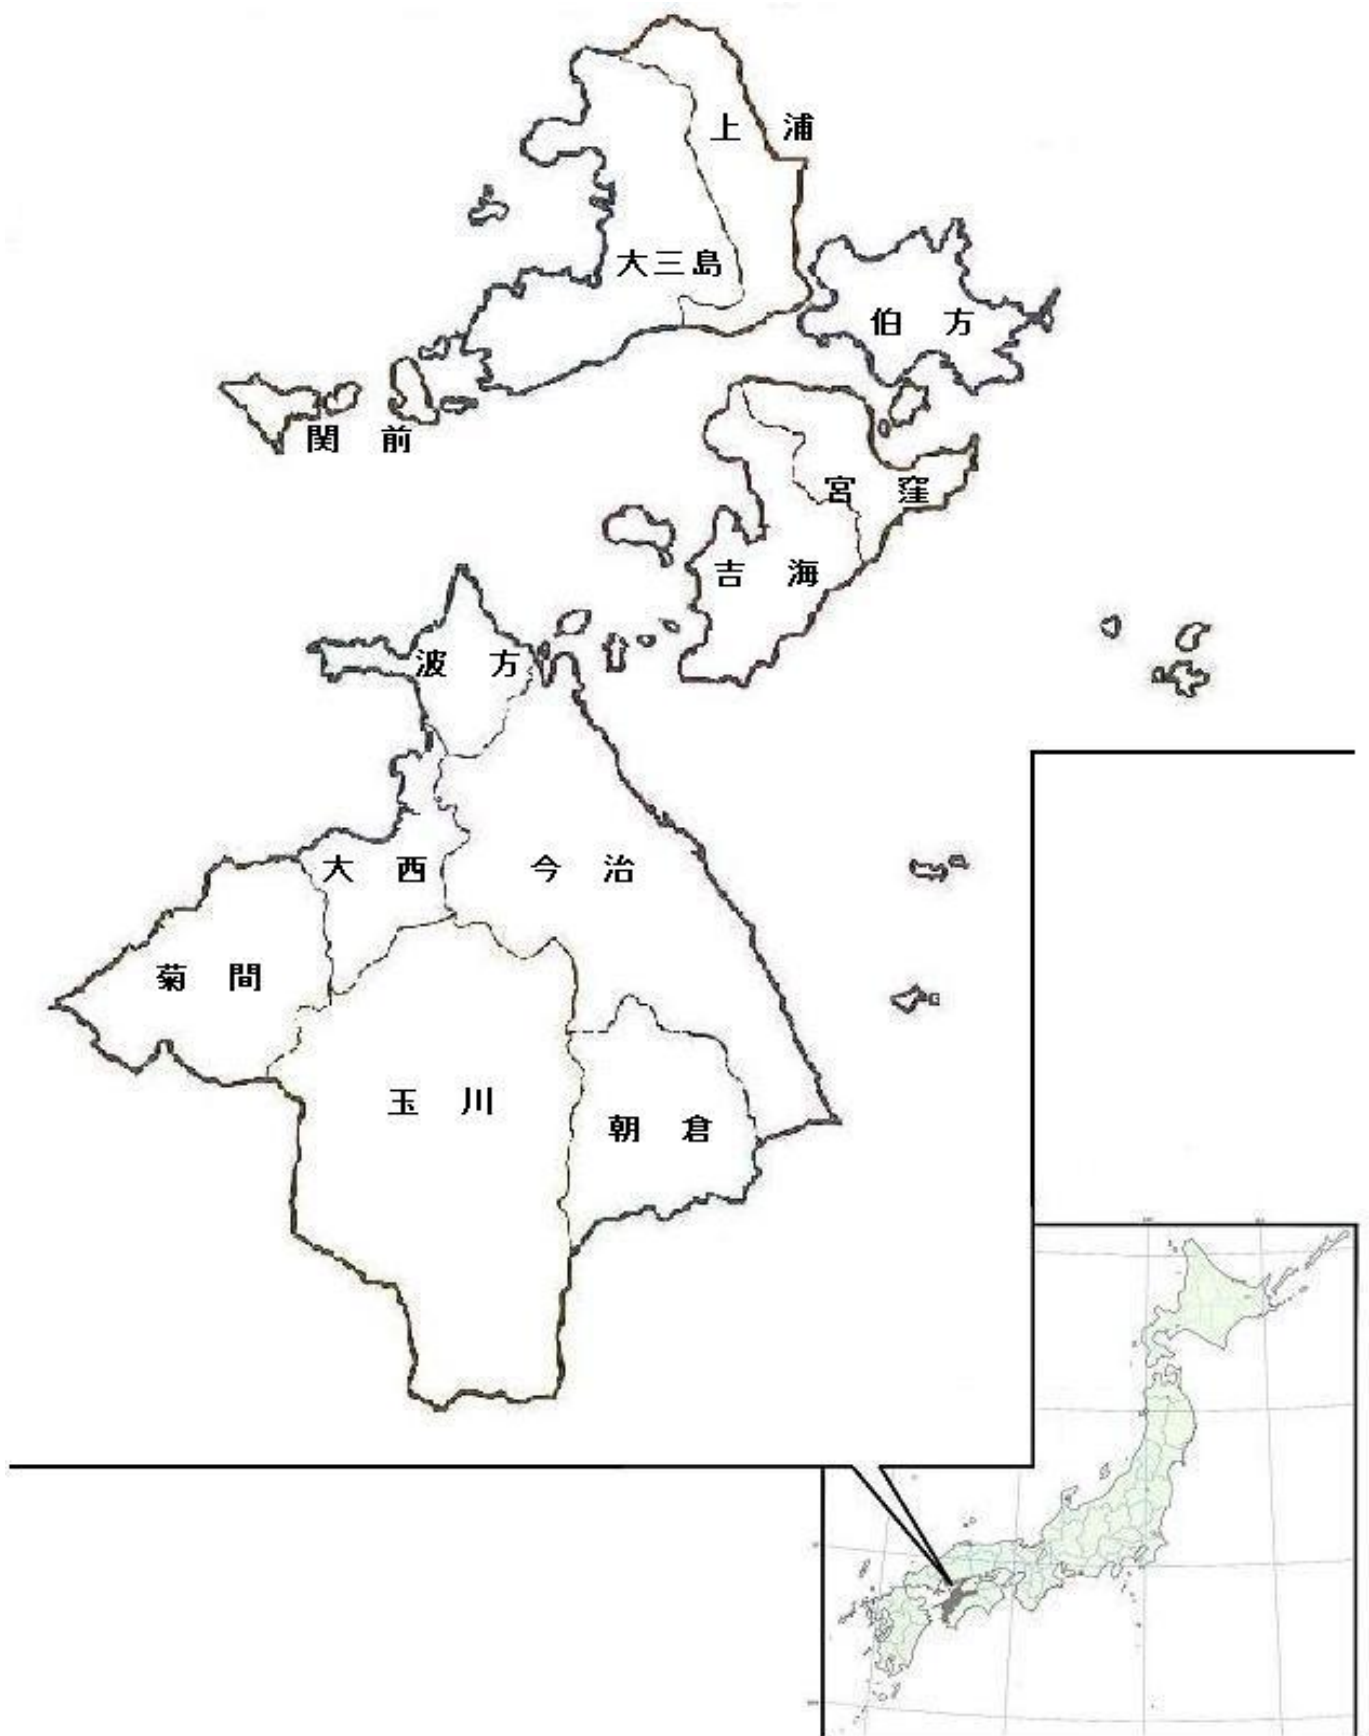 上 浦
大三島
伯 方
関 前
宮 窪
吉 海
波 方
大 西
今 治
菊 間
玉 川
朝 倉